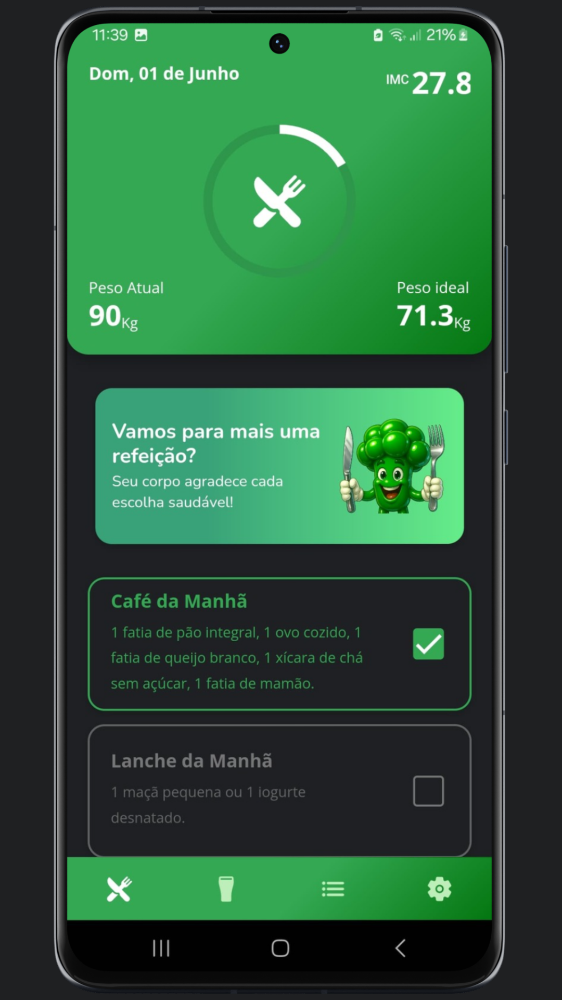 11:39
21%
Dom, 01 de Junho
IMC 27.8
Peso Atual
90Kg
Peso ideal
71.3Kg
Vamos para mais uma
refeição?
Seu corpo agradece cada
escolha saudável!
Café da Manhã
1 fatia de pão integral, 1 ovo cozido, 1
fatia de queijo branco, 1 xícara de chá
sem açúcar, 1 fatia de mamão.
Lanche da Manhã
1 maçã pequena ou 1 iogurte
desnatado.